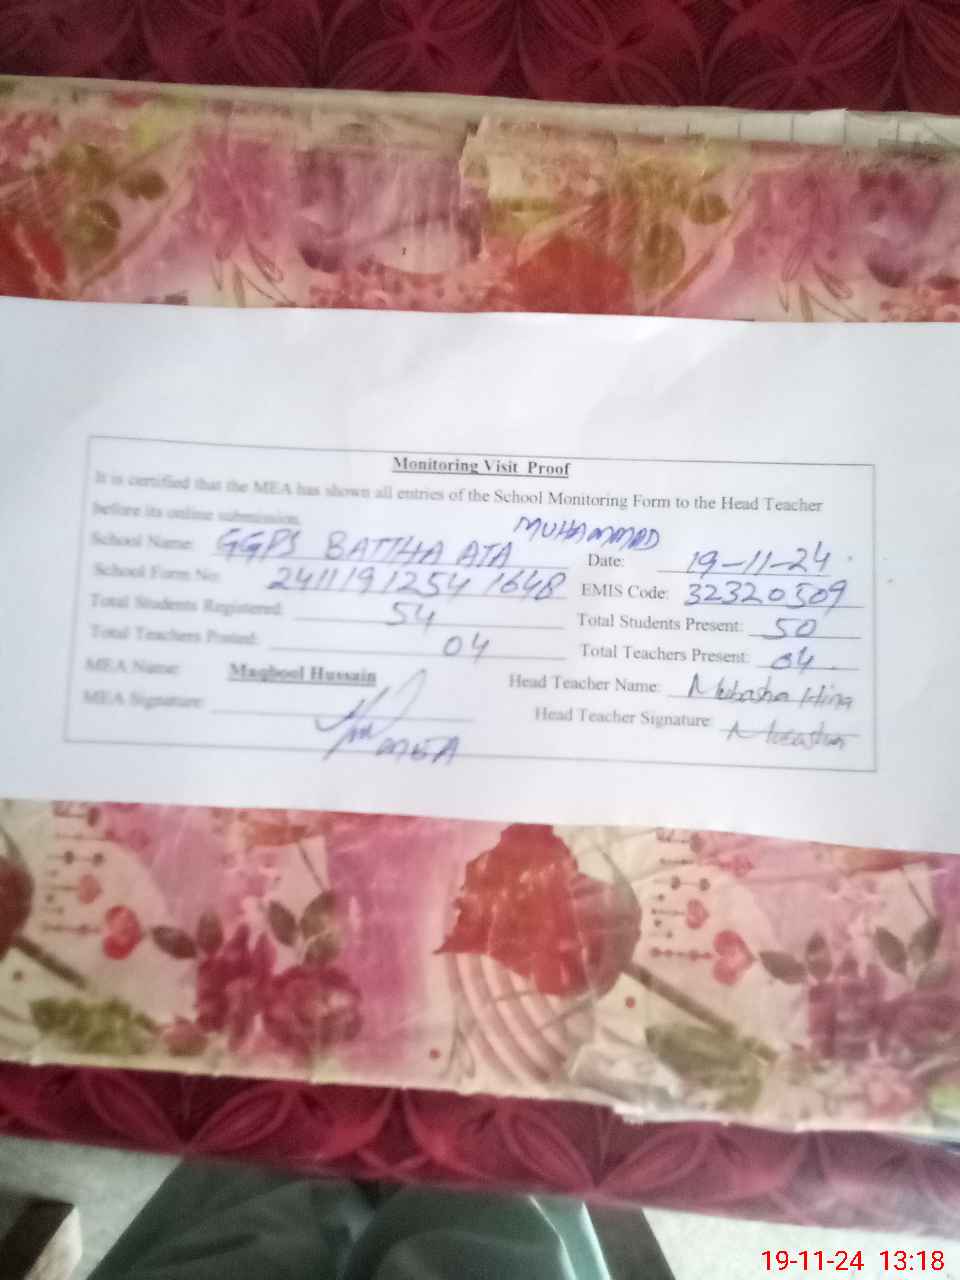 Monitoring Visit Proof
It is certified that the MEA has shown all entries of the School Monitoring Form to the Head Teacher
before its online submission.
School Name: GGPS BATTHA ATA MUHAMMAD Date: 19-11-24
School Form No: 2411191254 1648 EMIS Code: 32320509
Total Students Registered: 54 Total Students Present: 50
Total Teachers Posted: 04 Total Teachers Present: 04
MEA Name: Maqbool Hussain Head Teacher Name: Mubasha Hina
MEA Signature: MEA Head Teacher Signature:
19-11-24 13:18